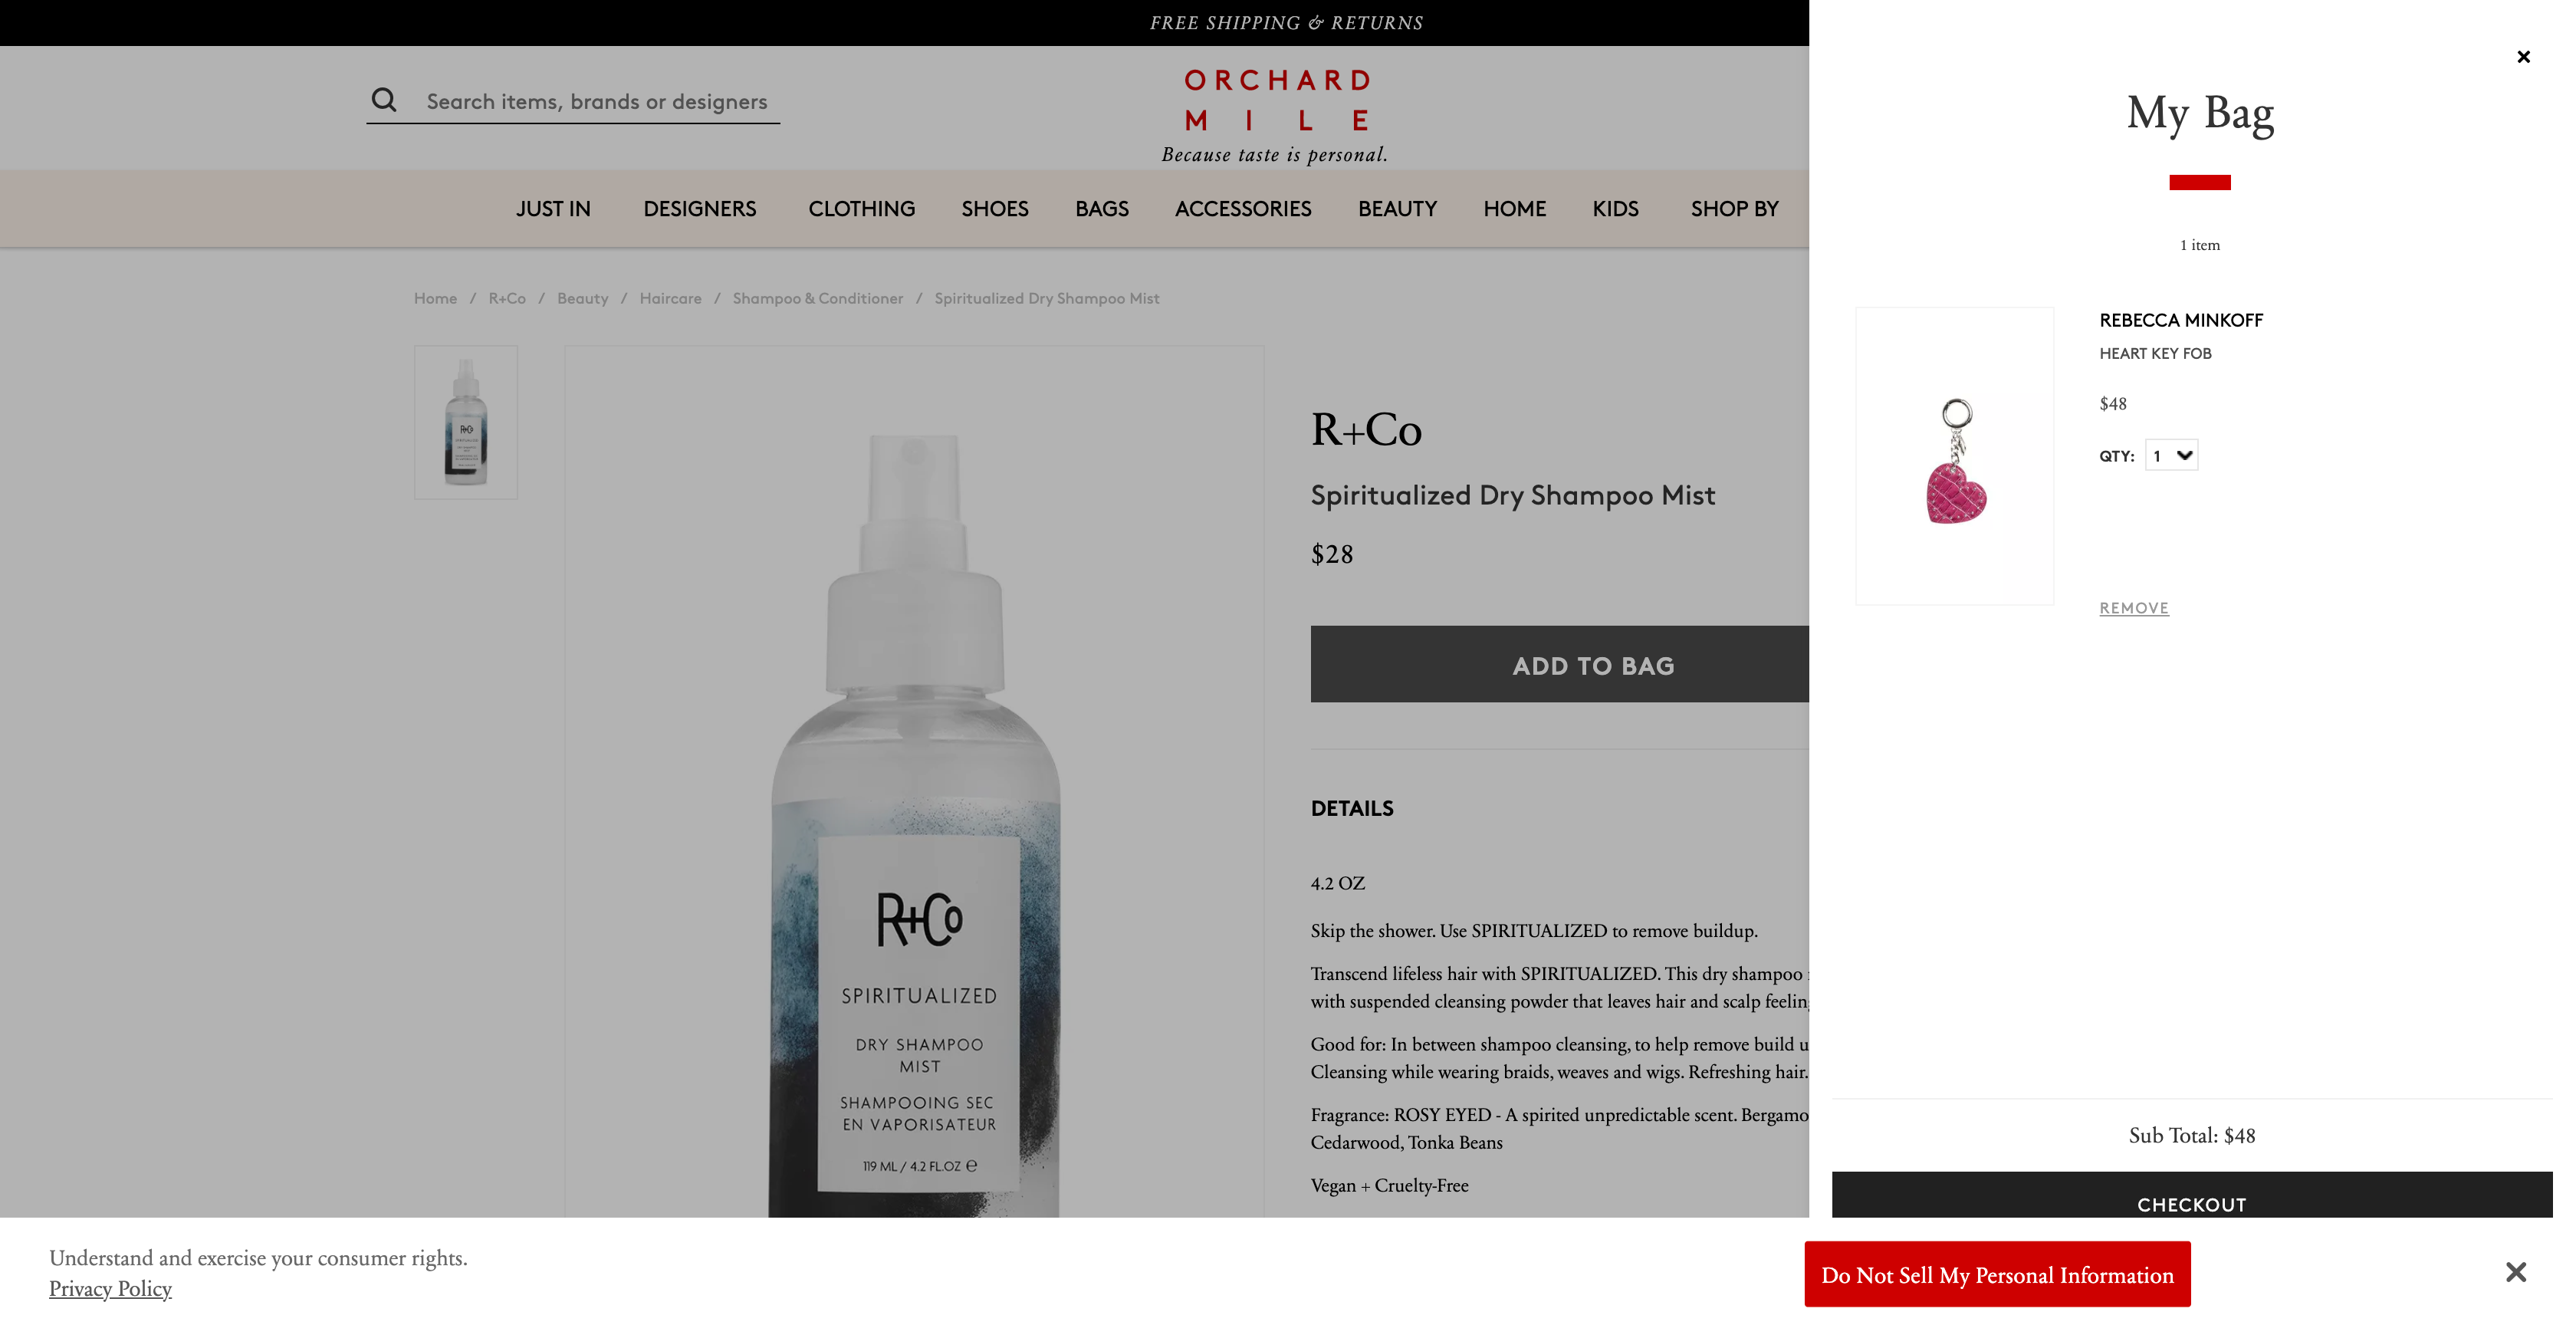 FREE SHIPPING & RETURNS
Search items, brands or designers
ORCHARD
MILE
Because taste is personal.
JUST IN DESIGNERS CLOTHING SHOES BAGS ACCESSORIES BEAUTY HOME KIDS SHOP BY
Home / R+Co / Beauty / Haircare / Shampoo & Conditioner / Spiritualized Dry Shampoo Mist
R+Co
SPIRITUALIZED
DRY SHAMPOO
MIST
SHAMPOOING SEC
EN VAPORISATEUR
119 ML / 4.2 FL.OZ ℮
R+Co
Spiritualized Dry Shampoo Mist
$28
ADD TO BAG
DETAILS
4.2 OZ
Skip the shower. Use SPIRITUALIZED to remove buildup.
Transcend lifeless hair with SPIRITUALIZED. This dry shampoo
with suspended cleansing powder that leaves hair and scalp
Good for: In between shampoo cleansing, to help remove build
Cleansing while wearing braids, weaves and wigs. Refreshing hair.
Fragrance: ROSY EYED - A spirited unpredictable scent.
Cedarwood, Tonka Beans
Vegan + Cruelty-Free
My Bag
1 item
REBECCA MINKOFF
HEART KEY FOB
$48
QTY: 1
REMOVE
Sub Total: $48
CHECKOUT
Understand and exercise your consumer rights.
Privacy Policy
Do Not Sell My Personal Information